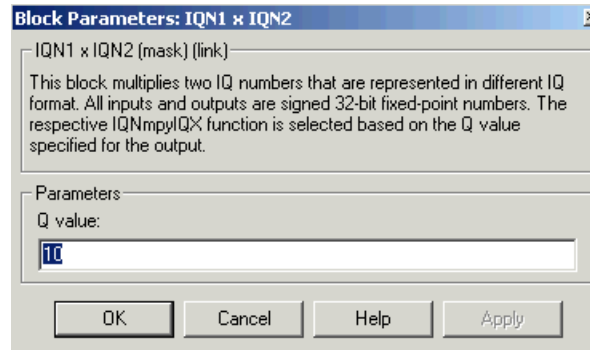 Block Parameters: IQN1 x IQN2
IQN1 x IQN2 (mask) (link)
This block multiplies two IQ numbers that are represented in different IQ
format. All inputs and outputs are signed 32-bit fixed-point numbers. The
respective IQNmpyIQX function is selected based on the Q value
specified for the output.
Parameters
Q value:
10
OK Cancel Help Apply